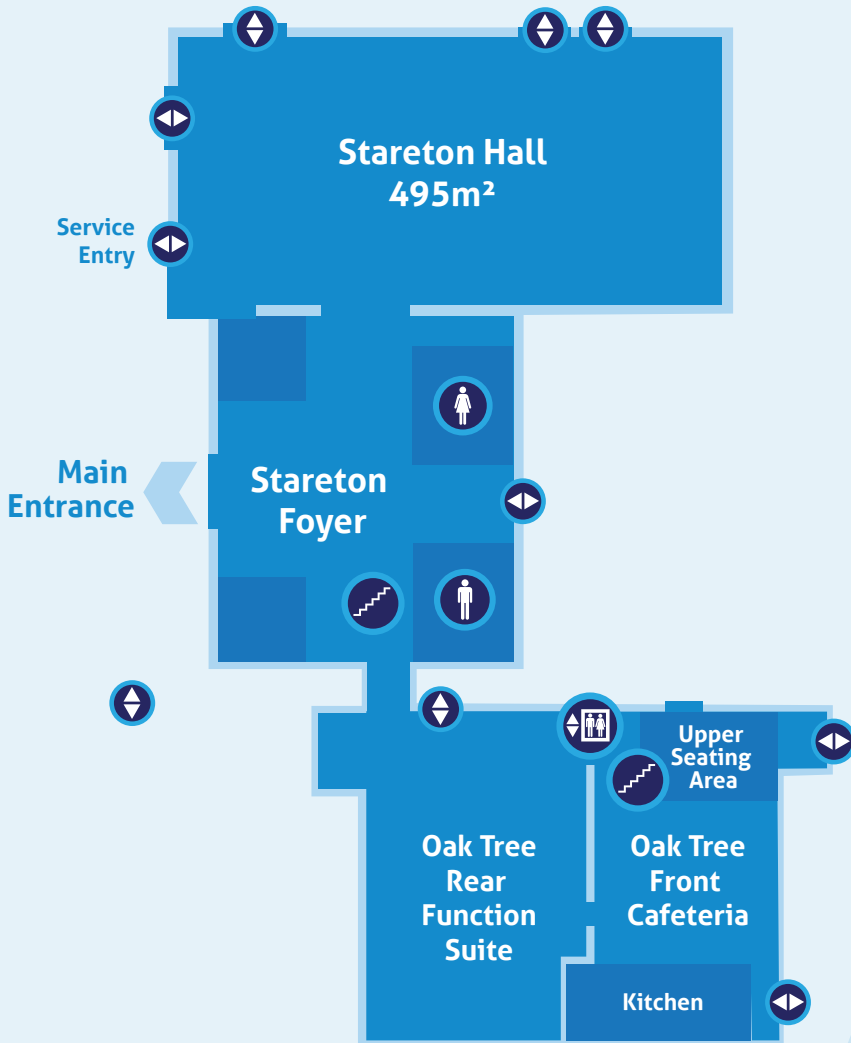 Stareton Hall
495m²
Service
Entry
Main
Entrance
Stareton
Foyer
Upper
Seating
Area
Oak Tree
Rear
Function
Suite
Oak Tree
Front
Cafeteria
Kitchen